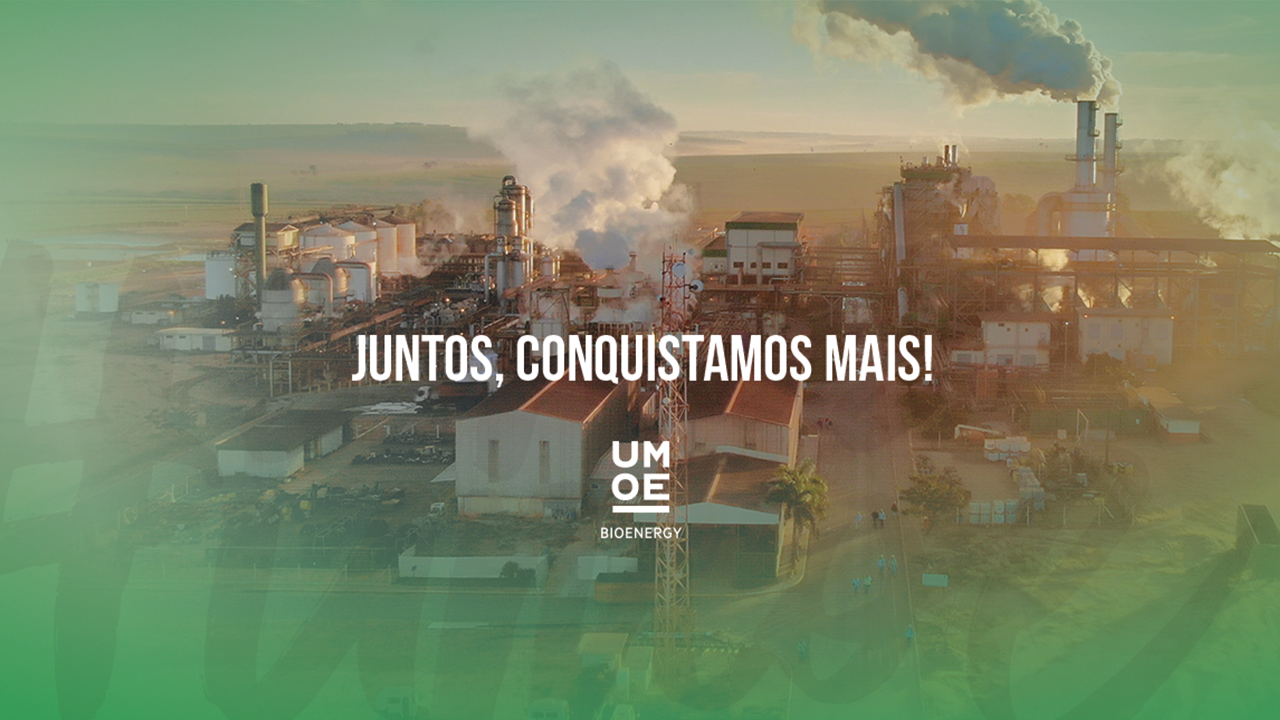 JUNTOS, CONQUISTAMOS MAIS!
UM
OE
BIOENERGY